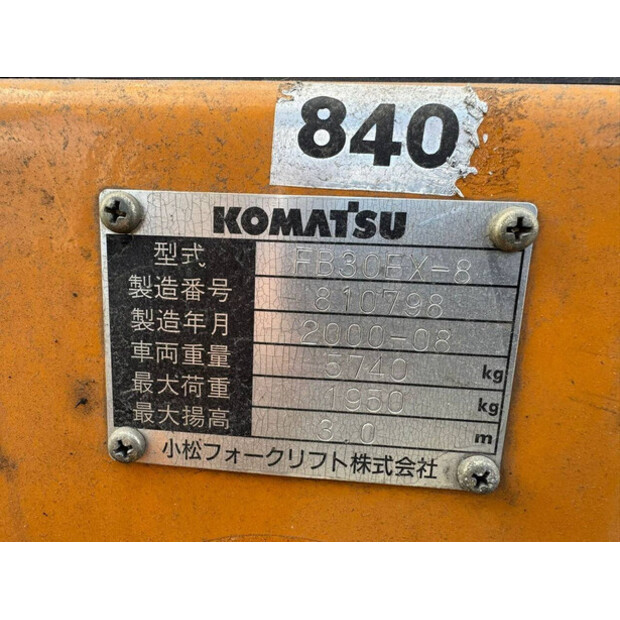 840
KOMATSU
型式 FB30EX-8
製造番号 -810798
製造年月 2000-08
車両重量 3740 kg
最大荷重 1950 kg
最大揚高 3.0 m
小松フォークリフト株式会社